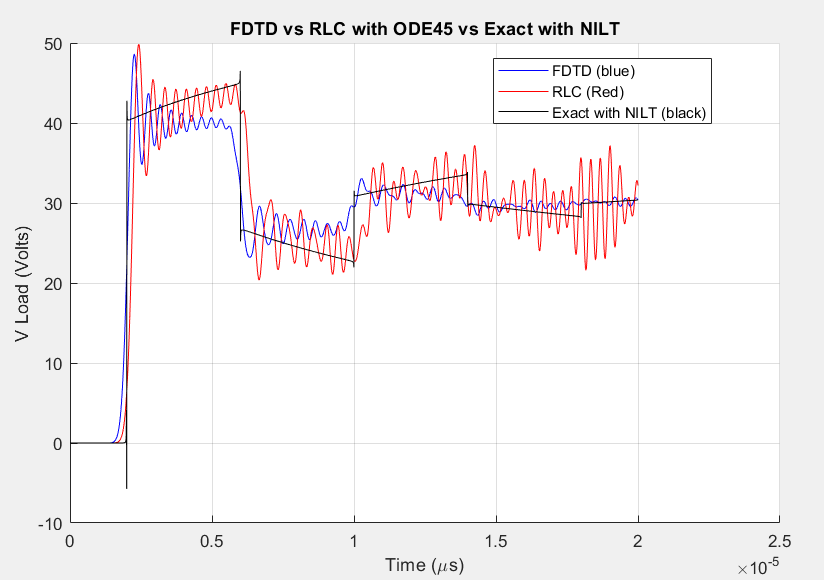 FDTD vs RLC with ODE45 vs Exact with NILT
FDTD (blue)
RLC (Red)
Exact with NILT (black)
V Load (Volts)
50
40
30
20
10
0
-10
0
0.5
1
1.5
2
2.5
Time (μs)
×10⁻⁵